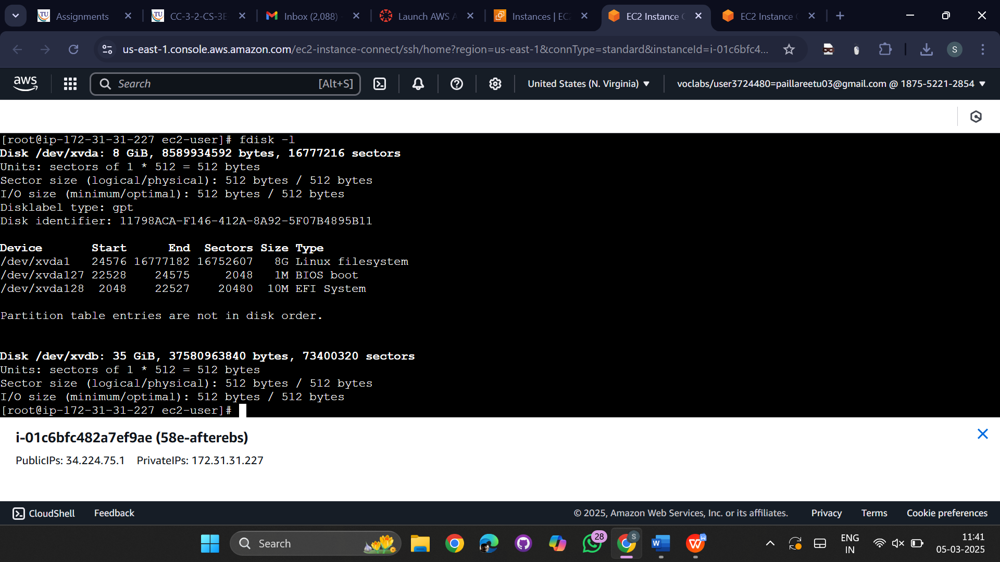 Assignments
CC-3-2-CS-3E
Inbox (2,088) -
Launch AWS A
Instances | EC2
EC2 Instance C
EC2 Instance C
us-east-1.console.aws.amazon.com/ec2-instance-connect/ssh/home?region=us-east-1&connType=standard&instanceId=i-01c6bfc4...
S
aws
Search
[Alt+S]
United States (N. Virginia)
voclabs/user3724480=paillareetu03@gmail.com @ 1875-5221-2854
[root@ip-172-31-31-227 ec2-user]# fdisk -l
Disk /dev/xvda: 8 GiB, 8589934592 bytes, 16777216 sectors
Units: sectors of 1 * 512 = 512 bytes
Sector size (logical/physical): 512 bytes / 512 bytes
I/O size (minimum/optimal): 512 bytes / 512 bytes
Disklabel type: gpt
Disk identifier: 11798ACA-F146-412A-8A92-5F07B4895B11
Device Start End Sectors Size Type
/dev/xvda1 24576 16777182 16752607 8G Linux filesystem
/dev/xvda127 22528 24575 2048 1M BIOS boot
/dev/xvda128 2048 22527 20480 10M EFI System
Partition table entries are not in disk order.
Disk /dev/xvdb: 35 GiB, 37580963840 bytes, 73400320 sectors
Units: sectors of 1 * 512 = 512 bytes
Sector size (logical/physical): 512 bytes / 512 bytes
I/O size (minimum/optimal): 512 bytes / 512 bytes
[root@ip-172-31-31-227 ec2-user]#
i-01c6bfc482a7ef9ae (58e-afterebs)
PublicIPs: 34.224.75.1 PrivateIPs: 172.31.31.227
CloudShell
Feedback
© 2025, Amazon Web Services, Inc. or its affiliates.
Privacy
Terms
Cookie preferences
Search
28
S
ENG
IN
11:41
05-03-2025